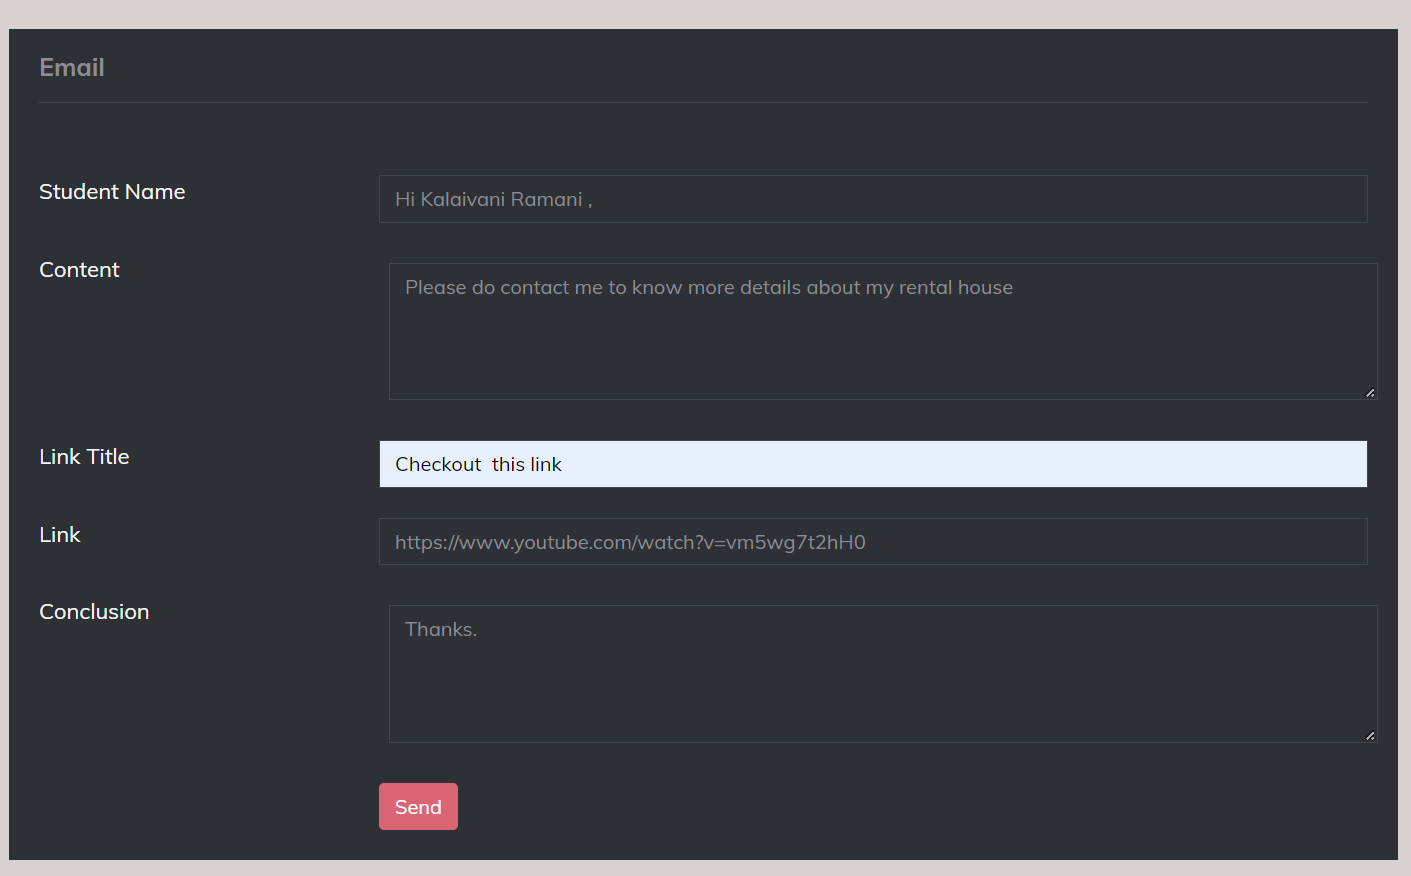 Email
Student Name
Hi Kalaivani Ramani ,
Content
Please do contact me to know more details about my rental house
Link Title
Checkout  this link
Link
https://www.youtube.com/watch?v=vm5wg7t2hH0
Conclusion
Thanks.
Send